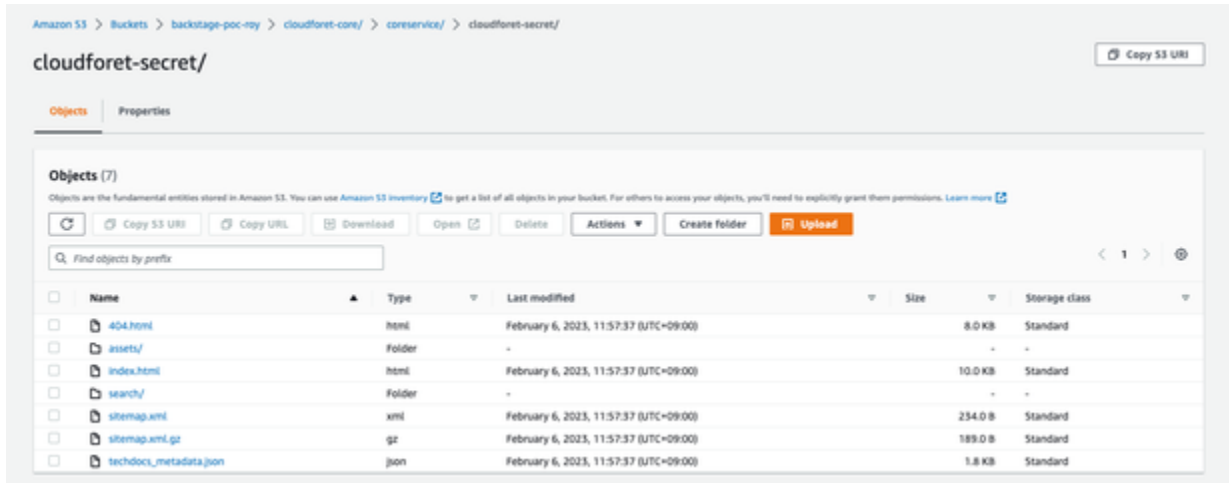 Amazon S3 > Buckets > backstage-poc-roy > cloudforet-core/ > coreservice/ > cloudforet-secret/
cloudforet-secret/
Copy S3 URI
Objects Properties
Objects (7)
Objects are the fundamental entities stored in Amazon S3. You can use Amazon S3 inventory to get a list of all objects in your bucket. For others to access your objects, you'll need to explicitly grant them permissions. Learn more
Copy S3 URI Copy URL Download Open Delete Actions Create folder Upload
Find objects by prefix
< 1 >
Name Type Last modified Size Storage class
404.html html February 6, 2023, 11:57:37 (UTC+09:00) 8.0 KB Standard
assets/ Folder - - -
index.html html February 6, 2023, 11:57:37 (UTC+09:00) 10.0 KB Standard
search/ Folder - - -
sitemap.xml xml February 6, 2023, 11:57:37 (UTC+09:00) 234.0 B Standard
sitemap.xml.gz gz February 6, 2023, 11:57:37 (UTC+09:00) 189.0 B Standard
techdocs_metadata.json json February 6, 2023, 11:57:37 (UTC+09:00) 1.8 KB Standard